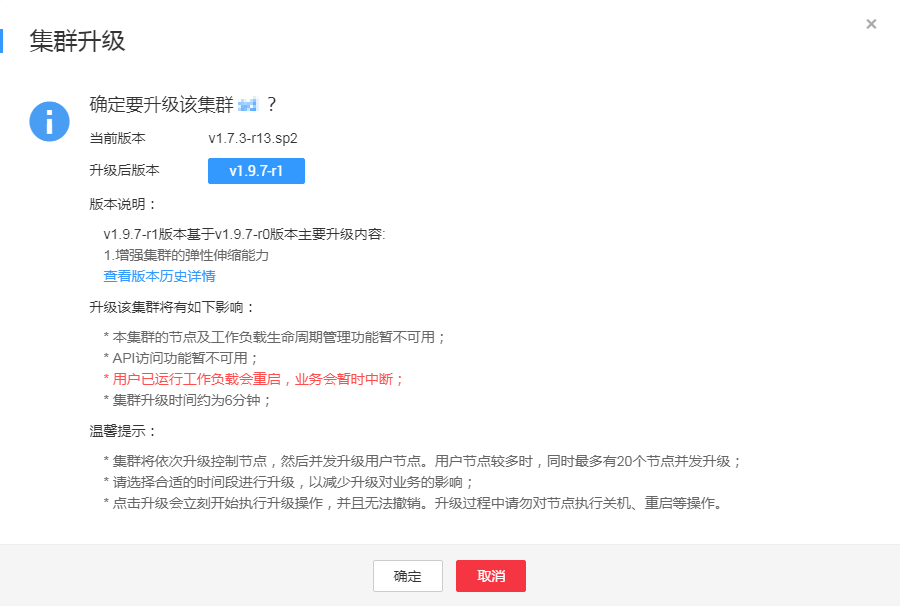 集群升级
确定要升级该集群 ？
当前版本 v1.7.3-r13.sp2
升级后版本 v1.9.7-r1
版本说明：
v1.9.7-r1版本基于v1.9.7-r0版本主要升级内容:
1.增强集群的弹性伸缩能力
查看版本历史详情
升级该集群将有如下影响：
* 本集群的节点及工作负载生命周期管理功能暂不可用；
* API访问功能暂不可用；
* 用户已运行工作负载会重启，业务会暂时中断；
* 集群升级时间约为6分钟；
温馨提示：
* 集群将依次升级控制节点，然后并发升级用户节点。用户节点较多时，同时最多有20个节点并发升级；
* 请选择合适的时间段进行升级，以减少升级对业务的影响；
* 点击升级会立刻开始执行升级操作，并且无法撤销。升级过程中请勿对节点执行关机、重启等操作。
确定 取消